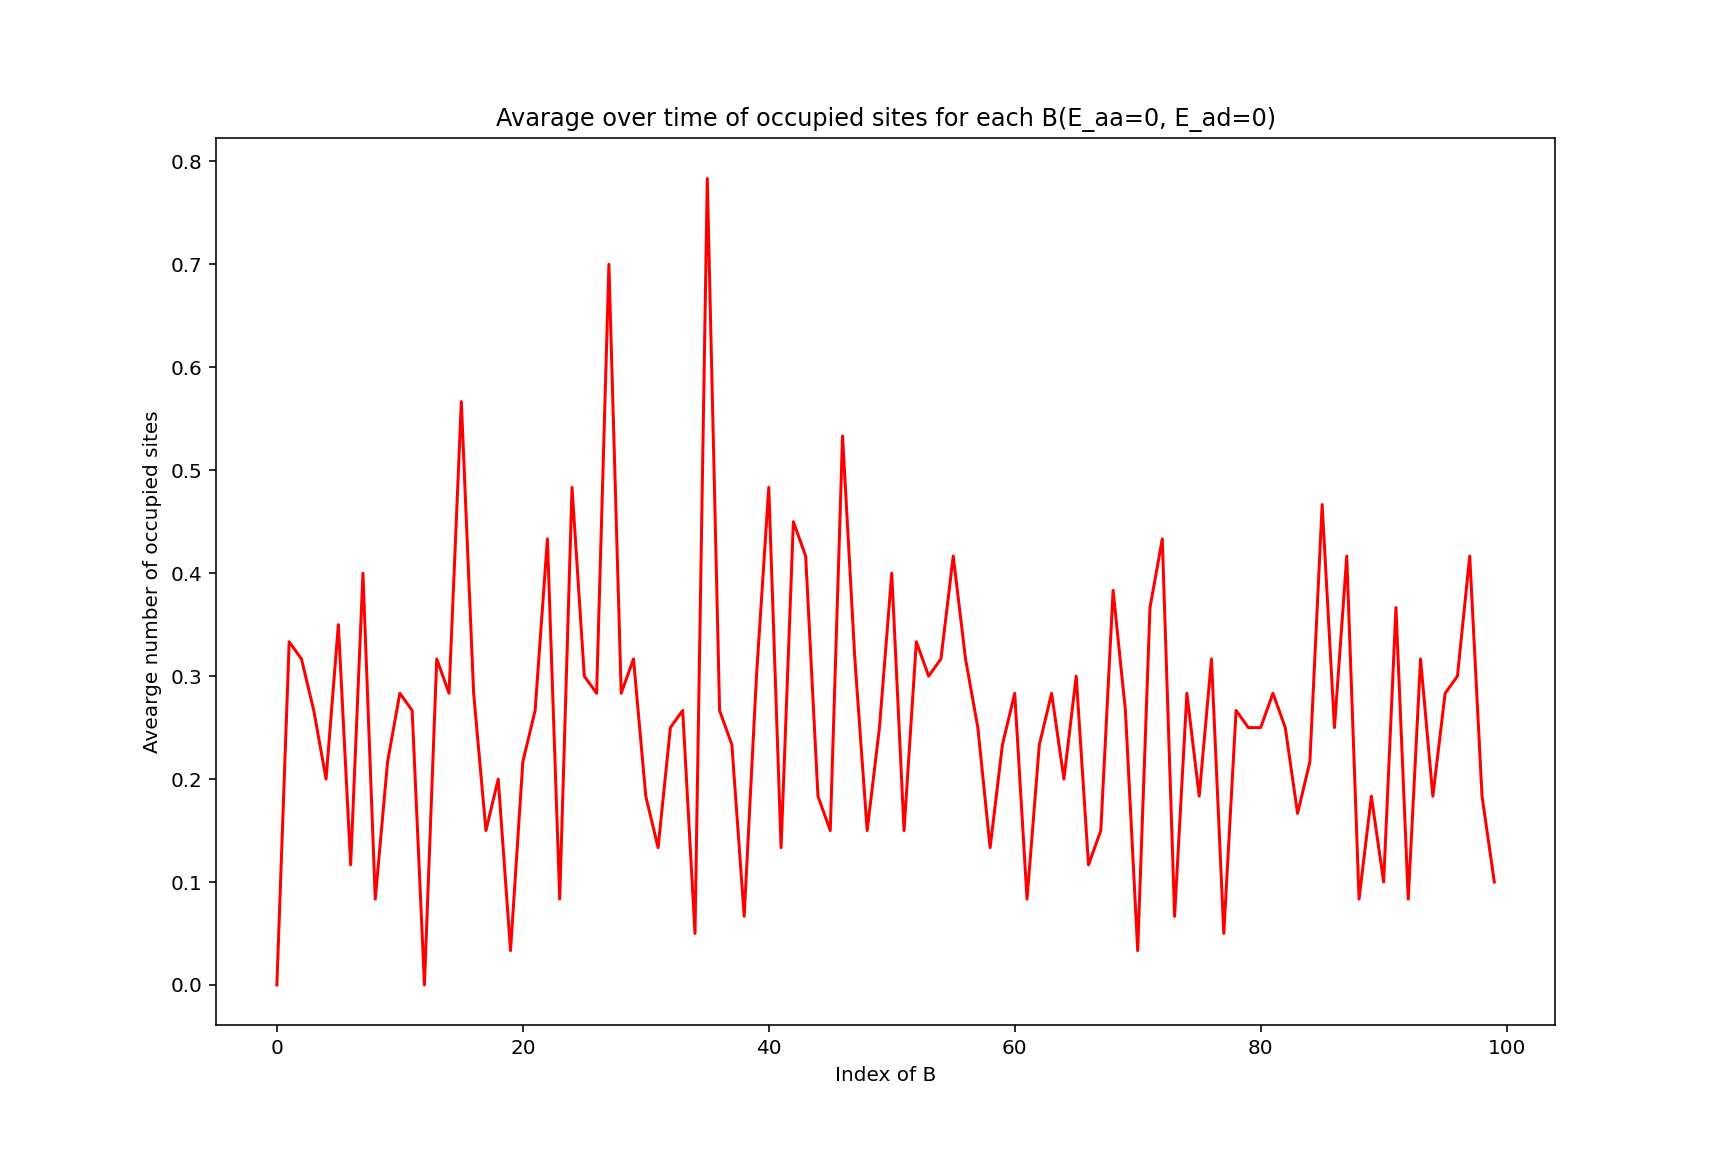 Avarage over time of occupied sites for each B(E_aa=0, E_ad=0)
0.8
0.7
0.6
0.5
0.4
0.3
0.2
0.1
0.0
Avearge number of occupied sites
0 20 40 60 80 100
Index of B